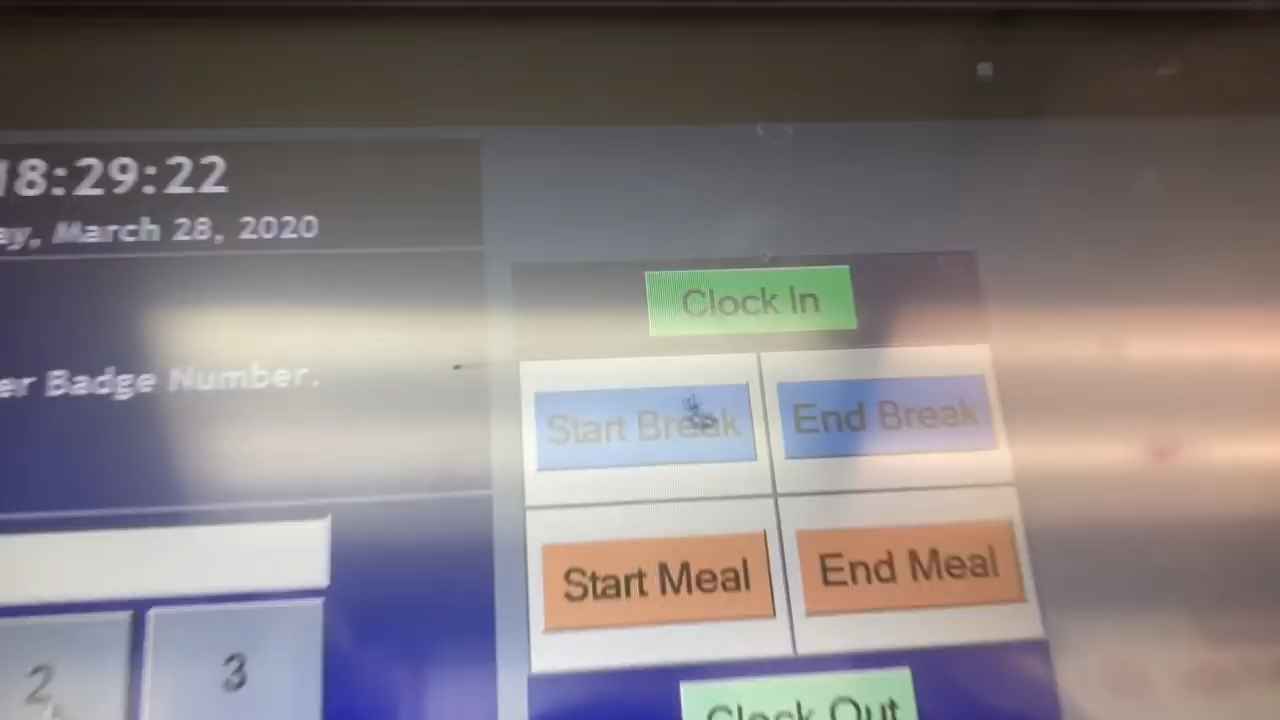 18:29:22
ay, March 28, 2020
er Badge Number.
Clock In
Start Break
End Break
Start Meal
End Meal
Clock Out
2
3